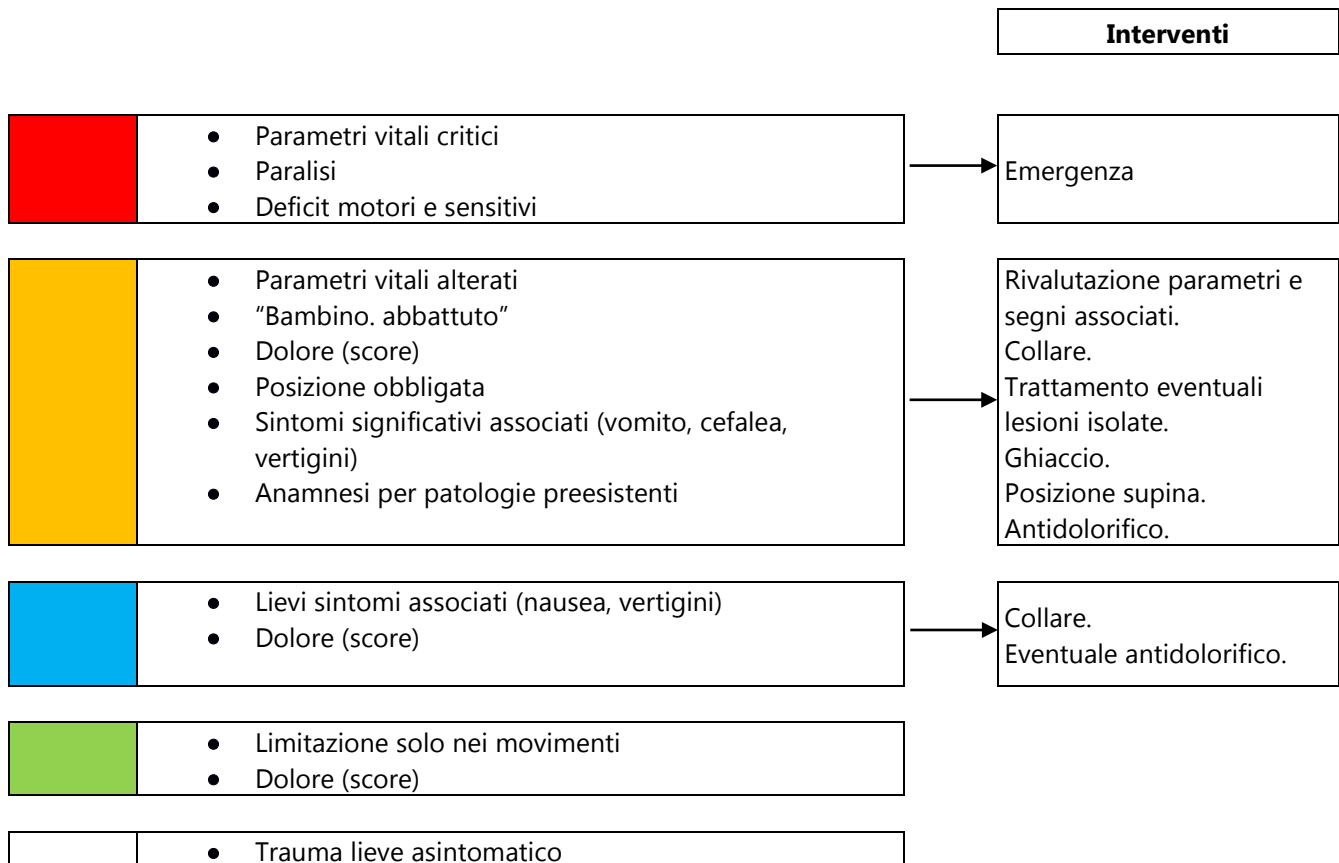 Interventi
• Parametri vitali critici
• Paralisi
• Deficit motori e sensitivi
Emergenza
• Parametri vitali alterati
• “Bambino. abbattuto”
• Dolore (score)
• Posizione obbligata
• Sintomi significativi associati (vomito, cefalea,
vertigini)
• Anamnesi per patologie preesistenti
Rivalutazione parametri e
segni associati.
Collare.
Trattamento eventuali
lesioni isolate.
Ghiaccio.
Posizione supina.
Antidolorifico.
• Lievi sintomi associati (nausea, vertigini)
• Dolore (score)
Collare.
Eventuale antidolorifico.
• Limitazione solo nei movimenti
• Dolore (score)
• Trauma lieve asintomatico